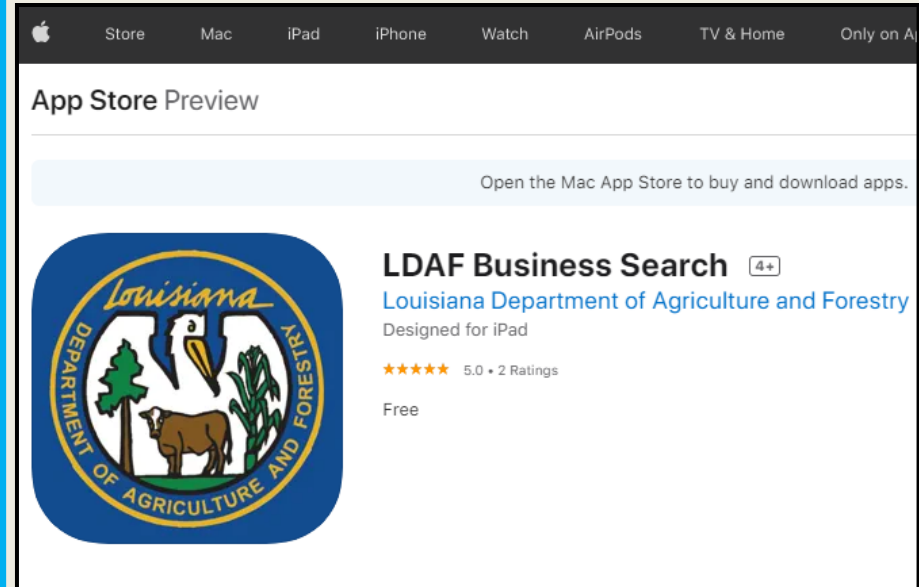 Store Mac iPad iPhone Watch AirPods TV & Home Only on
App Store Preview
Open the Mac App Store to buy and download apps.
Louisiana
DEPARTMENT OF AGRICULTURE AND FORESTRY
LDAF Business Search 4+
Louisiana Department of Agriculture and Forestry
Designed for iPad
★★★★★ 5.0 • 2 Ratings
Free